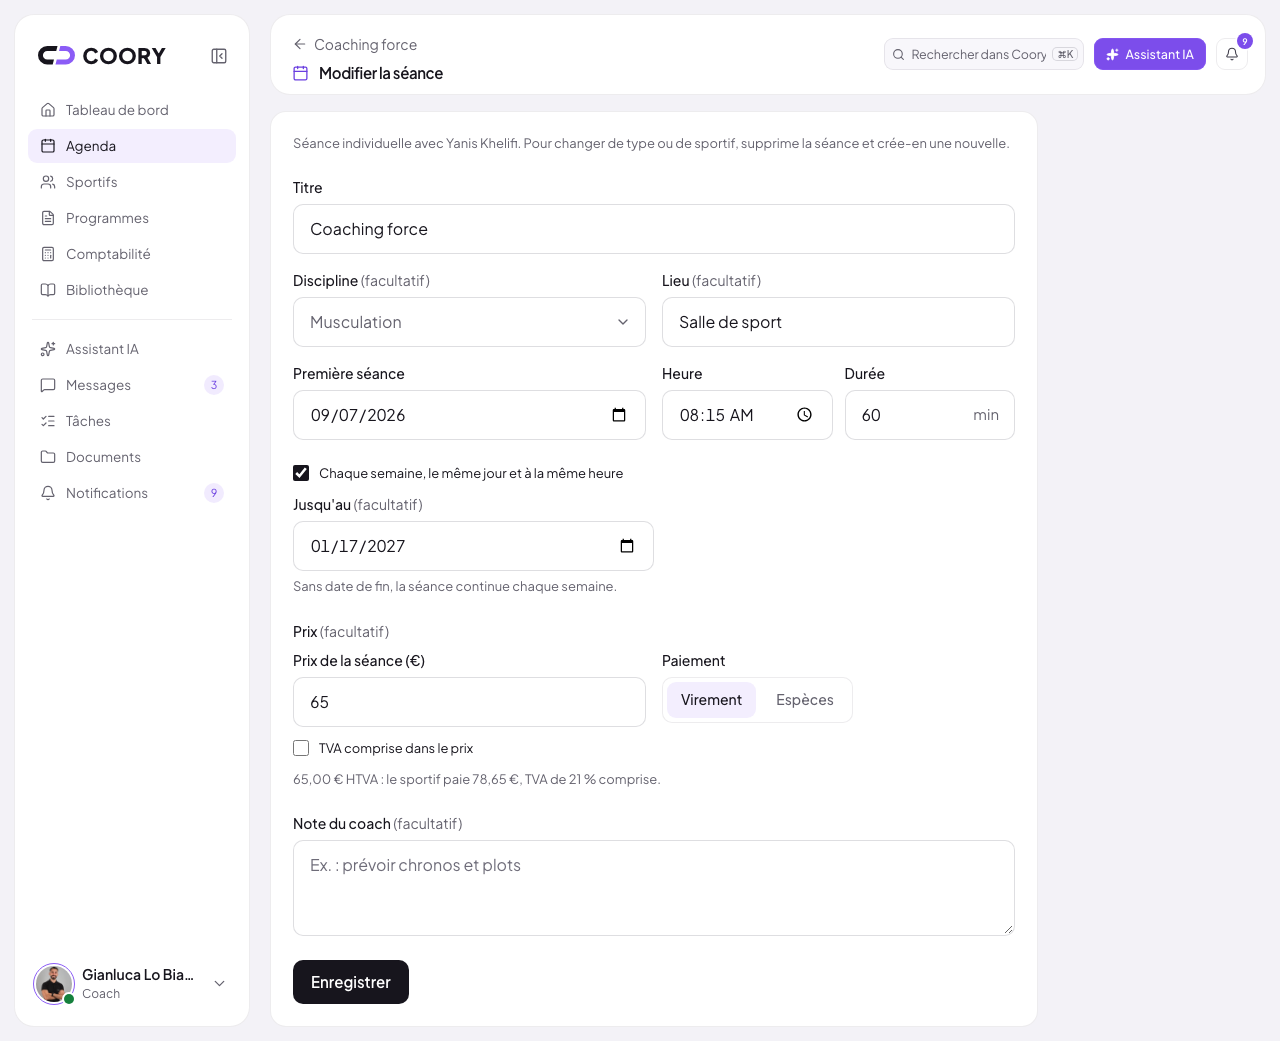 COORY
Tableau de bord
Agenda
Sportifs
Programmes
Comptabilité
Bibliothèque
Assistant IA
Messages 3
Tâches
Documents
Notifications 9
Gianluca Lo Bia...
Coach
Coaching force
Modifier la séance
Rechercher dans Coory ⌘K
Assistant IA
9
Séance individuelle avec Yanis Khelifi. Pour changer de type ou de sportif, supprime la séance et crée-en une nouvelle.
Titre
Coaching force
Discipline (facultatif) Lieu (facultatif)
Musculation Salle de sport
Première séance Heure Durée
09/07/2026 08:15 AM 60 min
Chaque semaine, le même jour et à la même heure
Jusqu'au (facultatif)
01/17/2027
Sans date de fin, la séance continue chaque semaine.
Prix (facultatif)
Prix de la séance (€) Paiement
65 Virement Espèces
TVA comprise dans le prix
65,00 € HTVA : le sportif paie 78,65 €, TVA de 21 % comprise.
Note du coach (facultatif)
Ex. : prévoir chronos et plots
Enregistrer